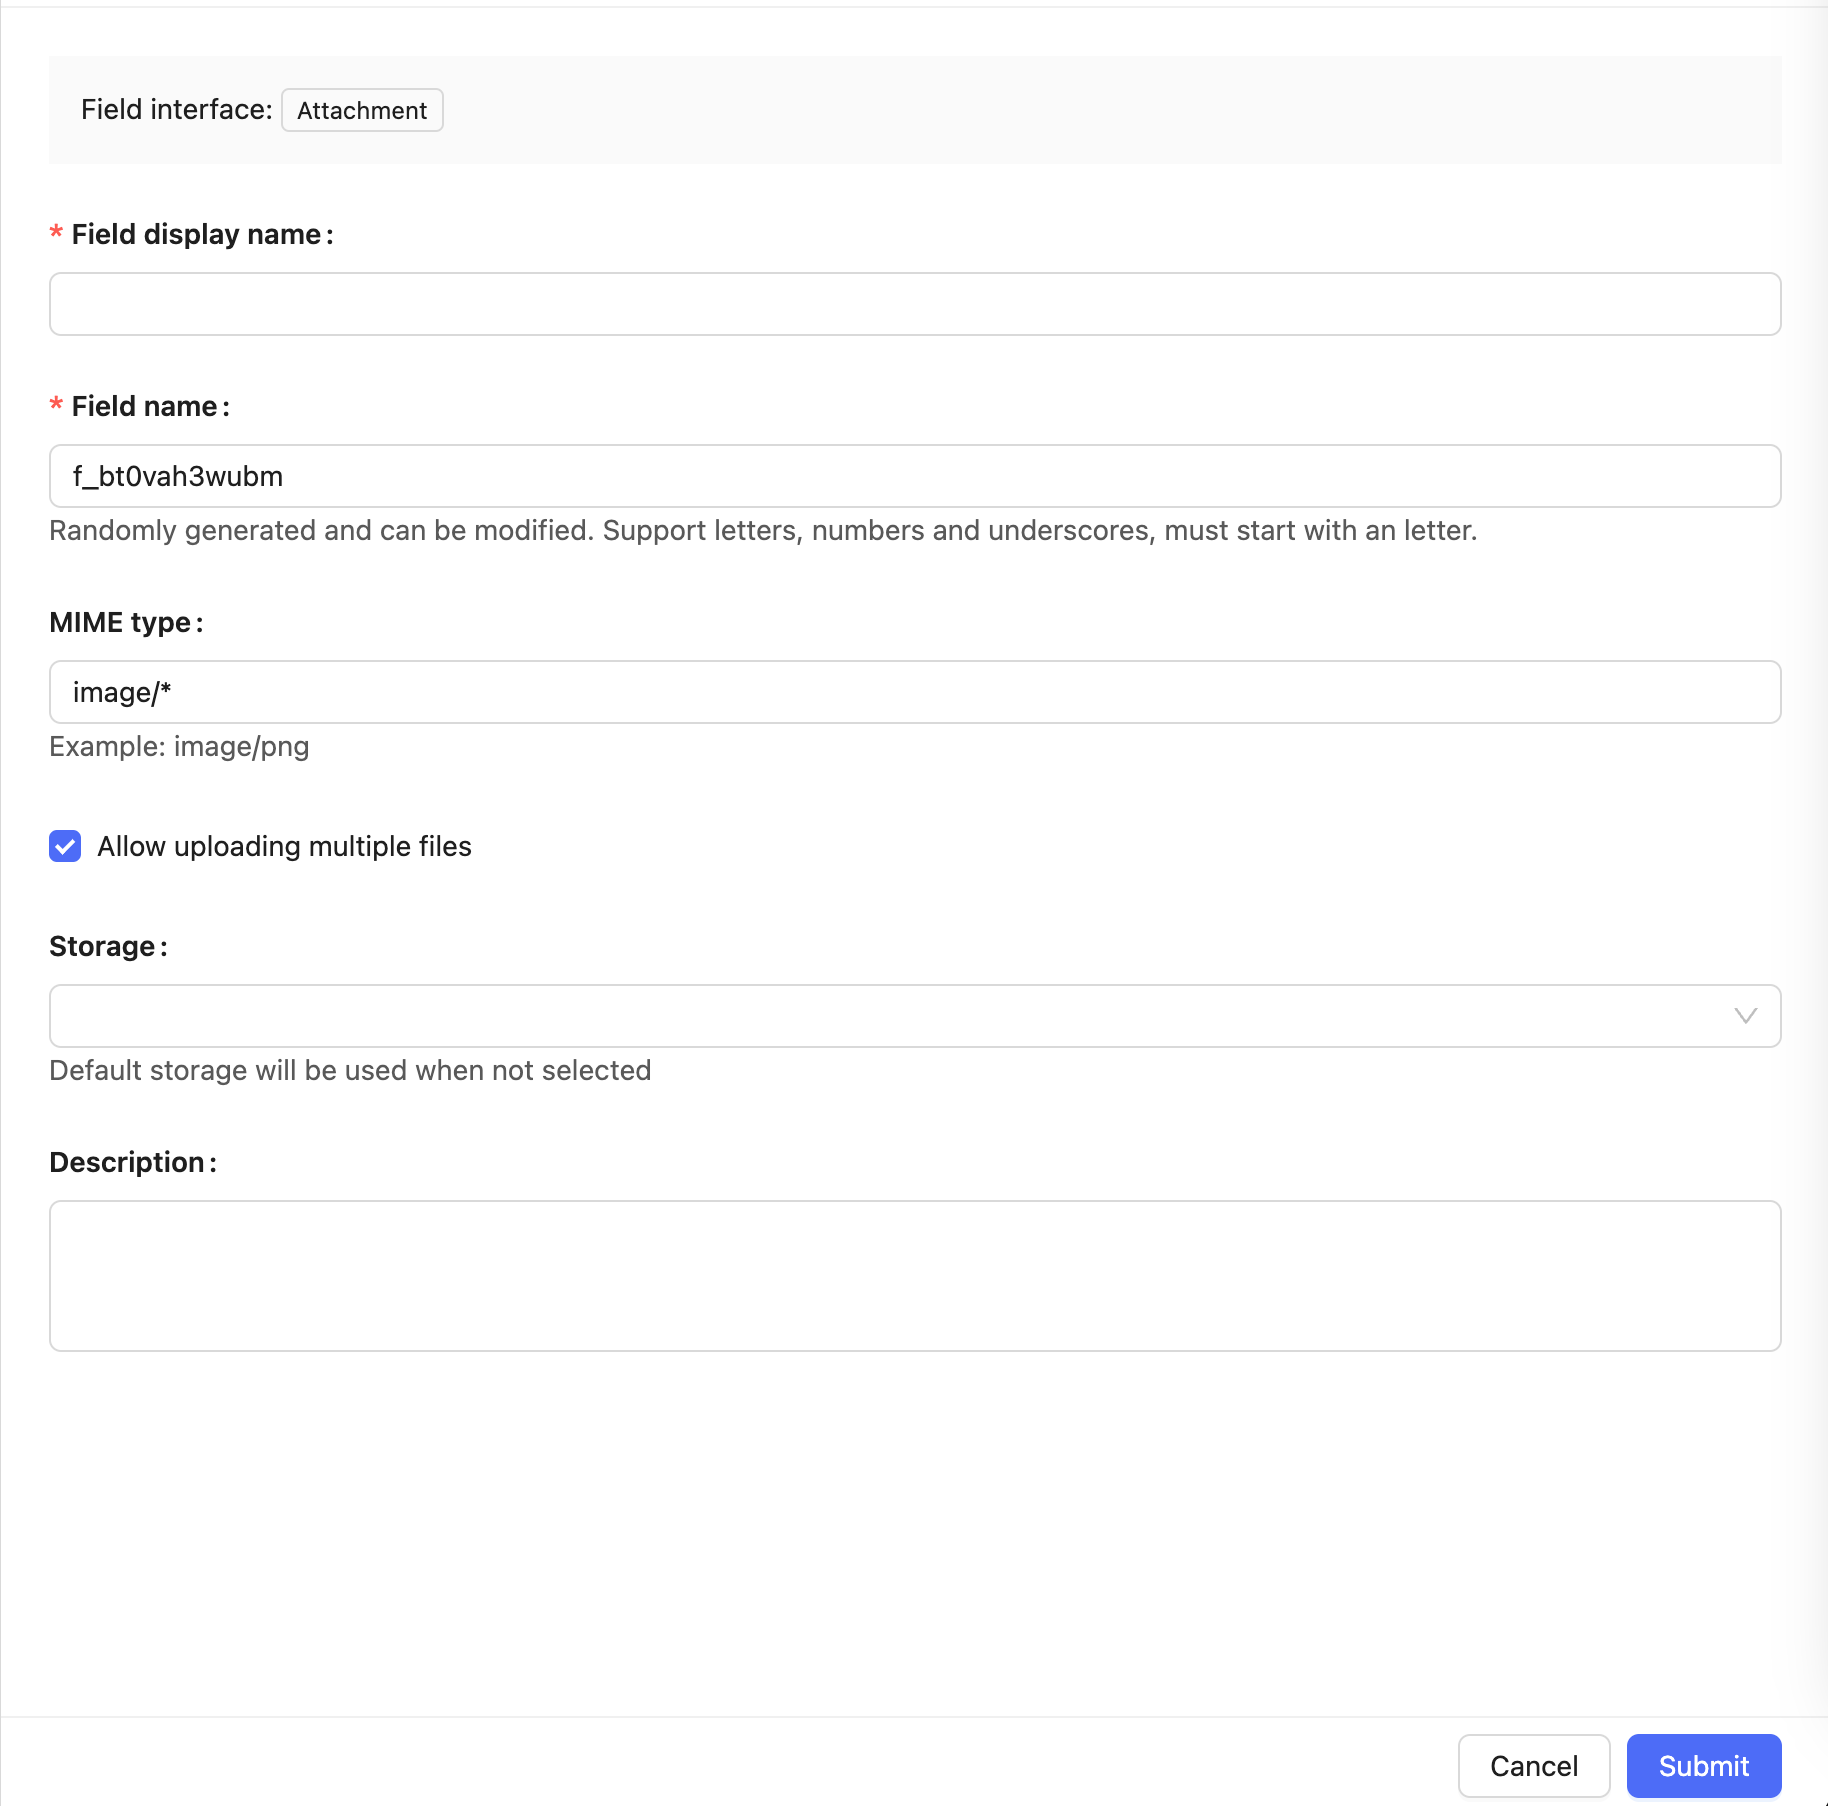 Field interface: Attachment
* Field display name:
* Field name:
f_bt0vah3wubm
Randomly generated and can be modified. Support letters, numbers and underscores, must start with an letter.
MIME type:
image/*
Example: image/png
Allow uploading multiple files
Storage:
Default storage will be used when not selected
Description:
Cancel Submit